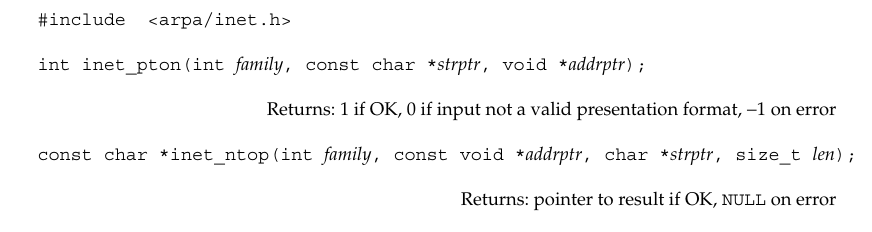 #include <arpa/inet.h>
int inet_pton(int family, const char *strptr, void *addrptr);
Returns: 1 if OK, 0 if input not a valid presentation format, −1 on error
const char *inet_ntop(int family, const void *addrptr, char *strptr, size_t len);
Returns: pointer to result if OK, NULL on error